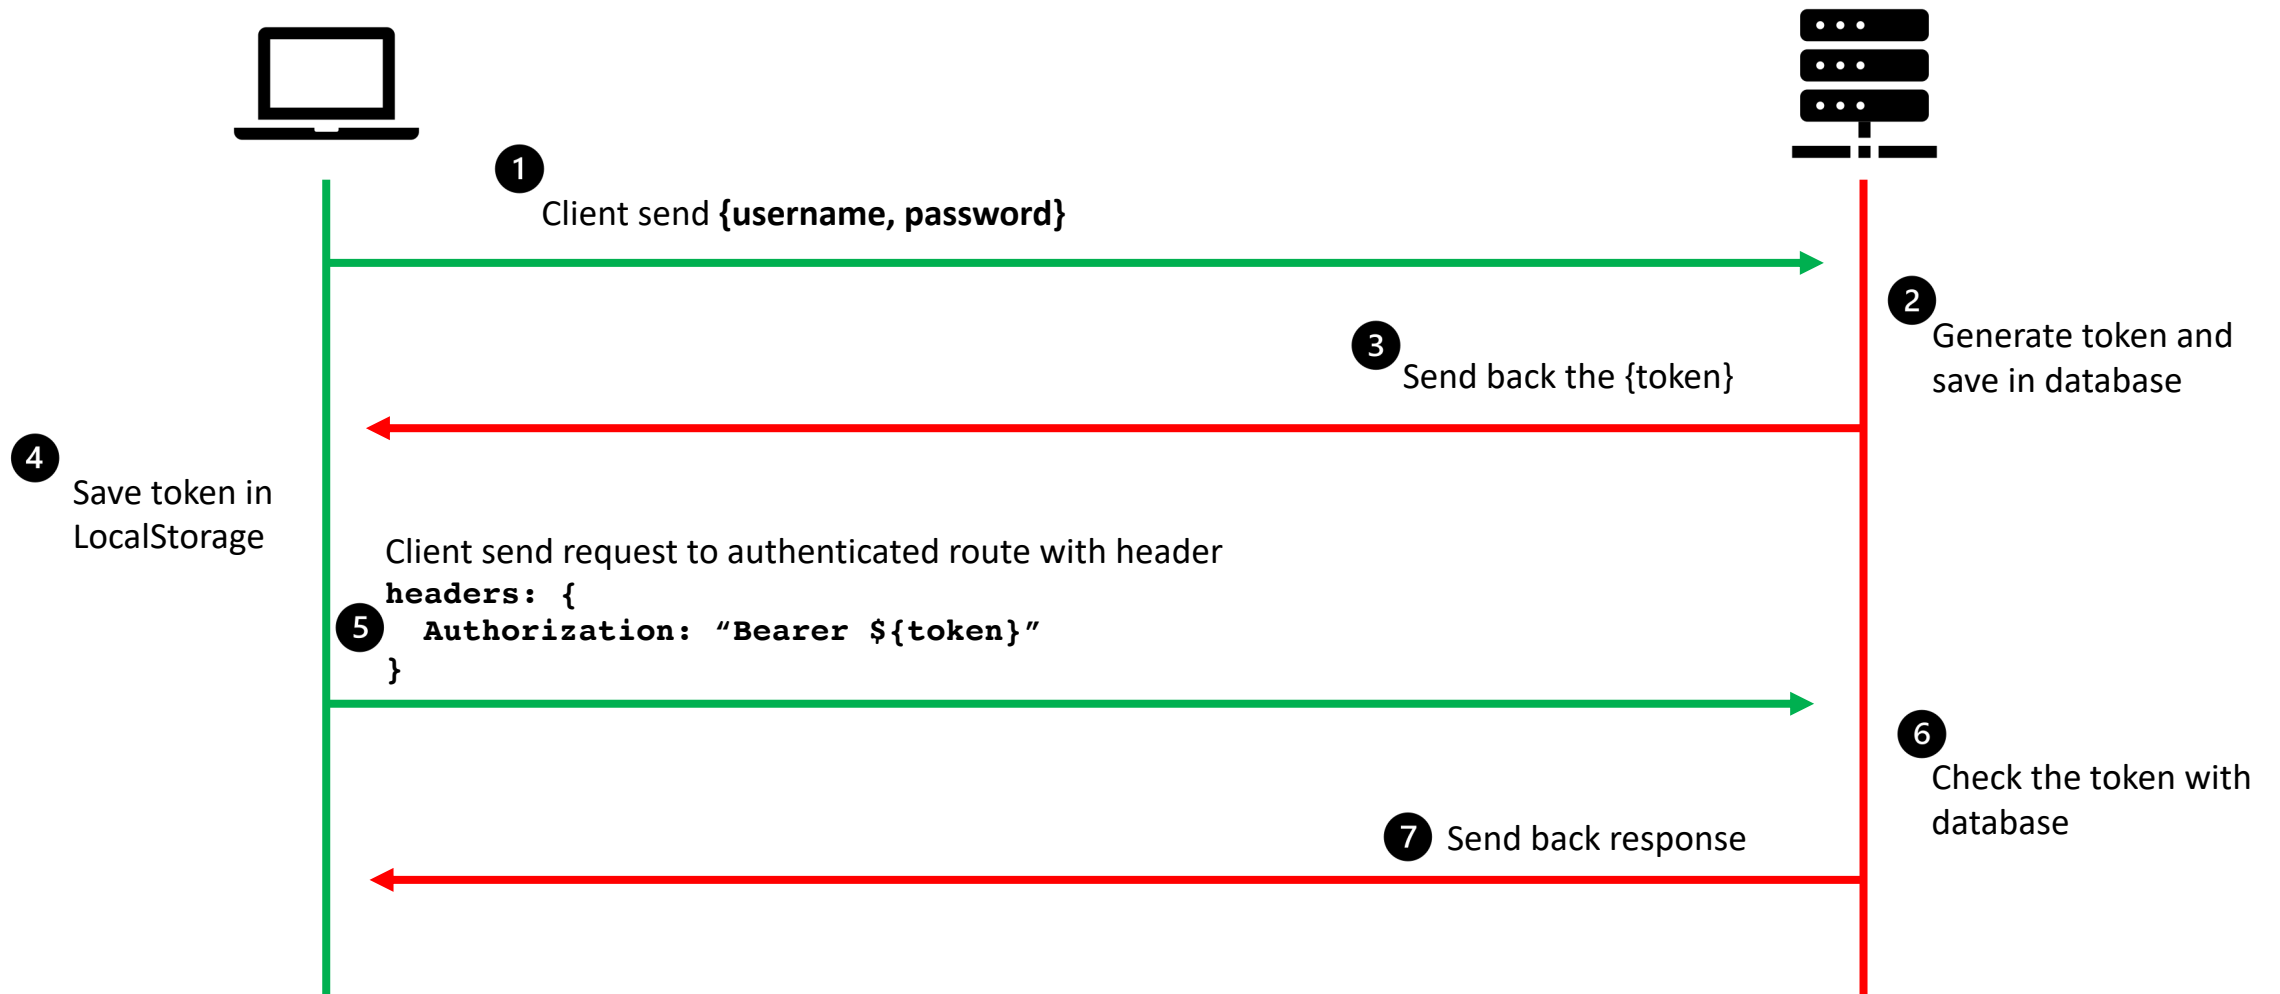 1
Client send {username, password}
2
Generate token and
save in database
3
Send back the {token}
4
Save token in
LocalStorage
Client send request to authenticated route with header
headers: {
5
Authorization: “Bearer ${token}”
}
6
Check the token with
database
7
Send back response